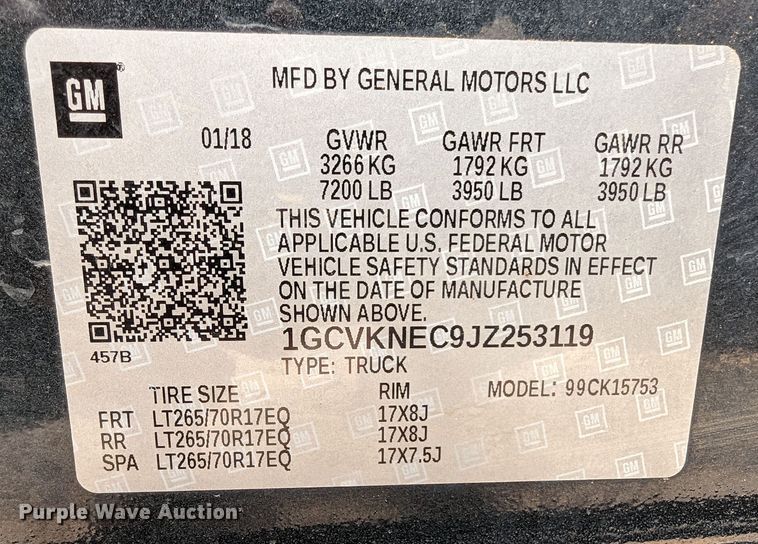 GM
MFD BY GENERAL MOTORS LLC
01/18 GVWR GAWR FRT GAWR RR
3266 KG 1792 KG 1792 KG
7200 LB 3950 LB 3950 LB
THIS VEHICLE CONFORMS TO ALL
APPLICABLE U.S. FEDERAL MOTOR
VEHICLE SAFETY STANDARDS IN EFFECT
ON THE DATE OF MANUFACTURE
SHOWN ABOVE.
1GCVKNEC9JZ253119
457B
TYPE: TRUCK
TIRE SIZE RIM MODEL: 99CK15753
FRT LT265/70R17EQ 17X8J
RR LT265/70R17EQ 17X8J
SPA LT265/70R17EQ 17X7.5J
Purple Wave Auction